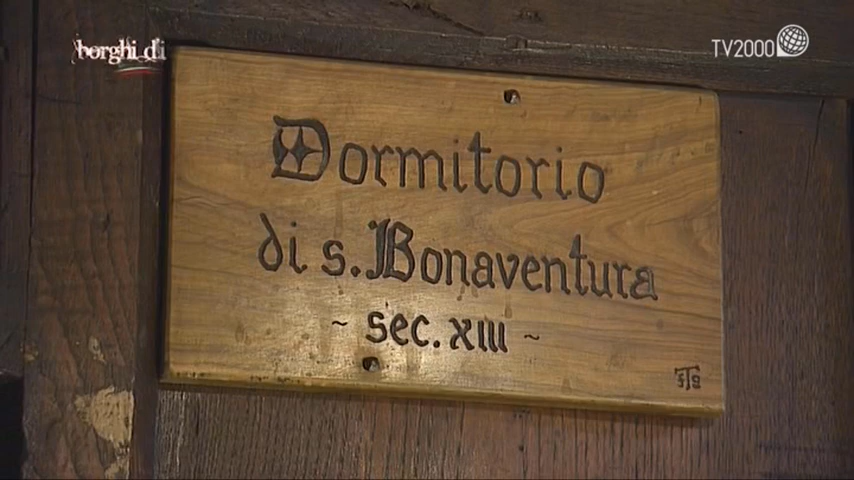 borghi di
TV2000
Dormitorio
di s. Bonaventura
~ sec. XIII ~